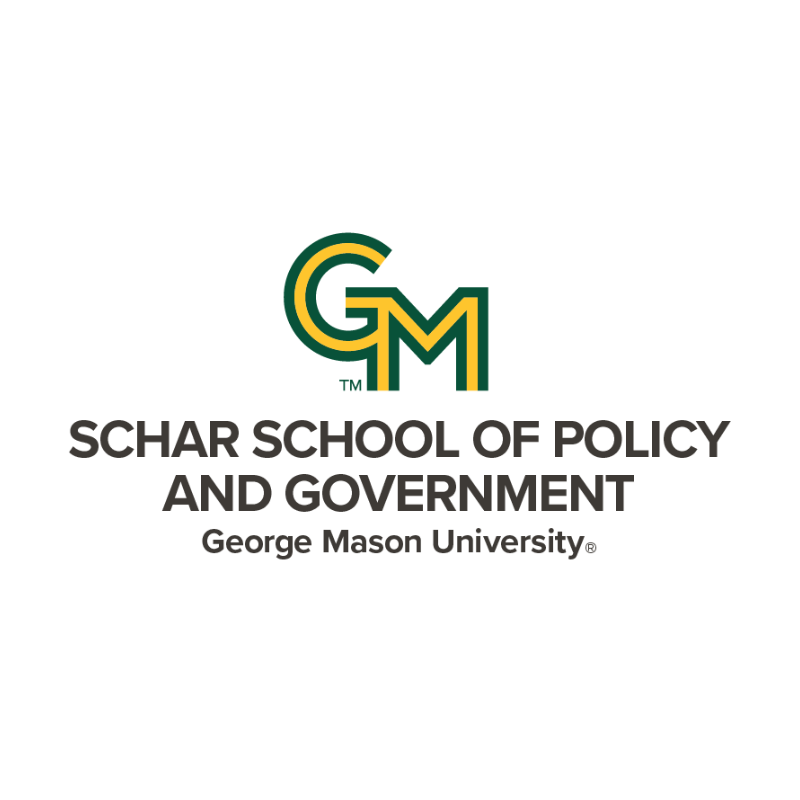 GM
TM
SCHAR SCHOOL OF POLICY
AND GOVERNMENT
George Mason University®